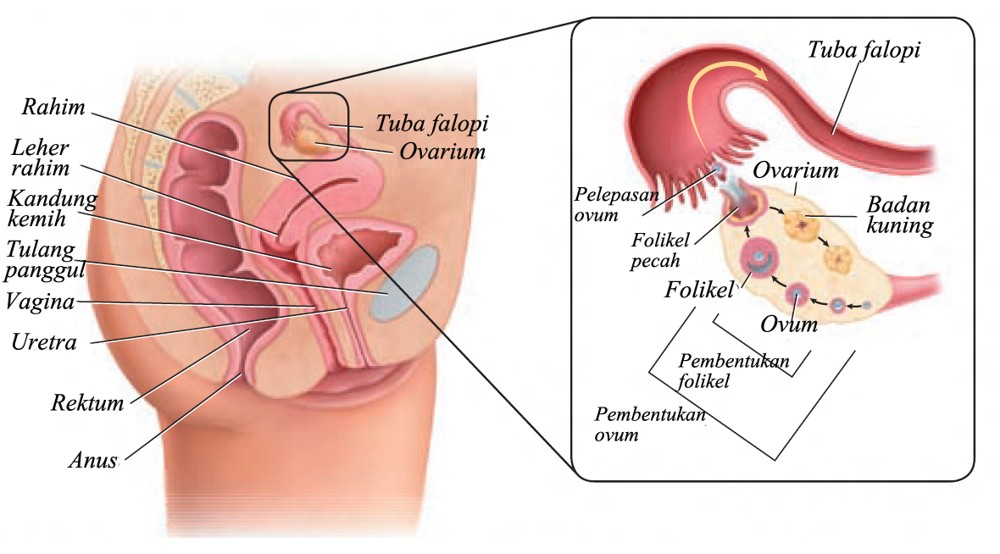 Rahim
Leher
rahim
Kandung
kemih
Tulang
panggul
Vagina
Uretra
Rektum
Anus
Tuba falopi
Ovarium
Tuba falopi
Ovarium
Pelepasan
ovum
Badan
kuning
Folikel
pecah
Folikel
Ovum
Pembentukan
folikel
Pembentukan
ovum